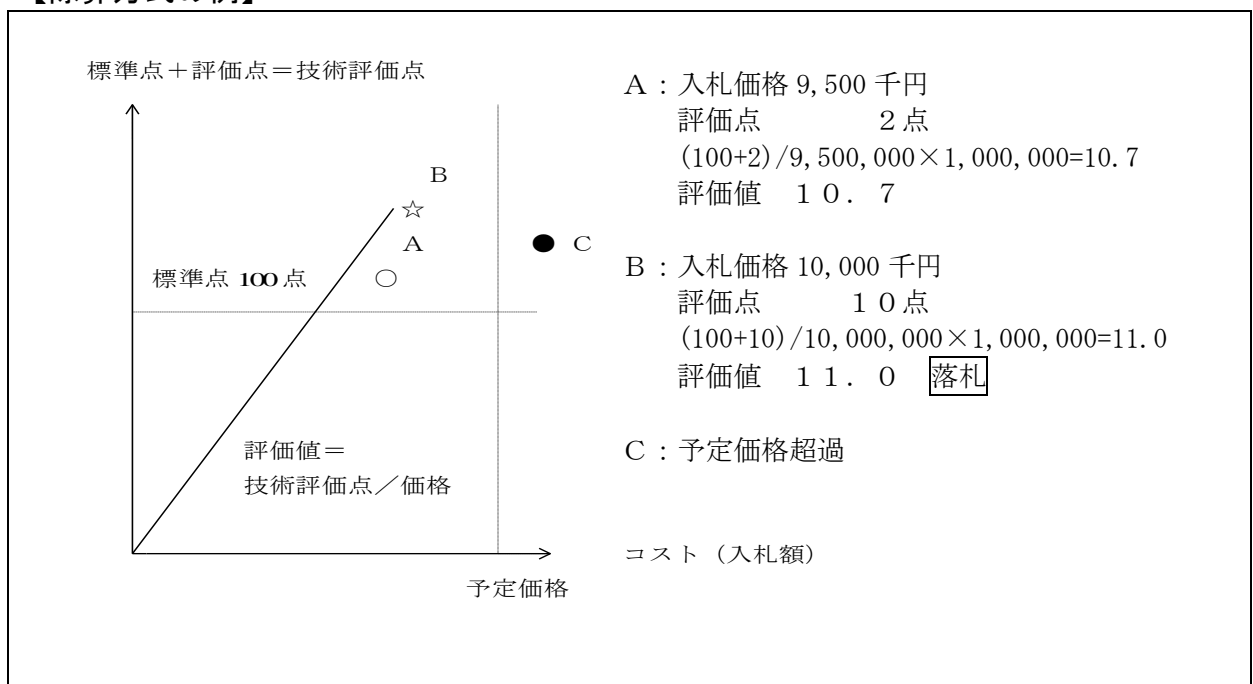 標準点＋評価点＝技術評価点
B
☆
A
C
標準点 100 点
評価値＝
技術評価点／価格
予定価格
コスト（入札額）
A：入札価格 9,500 千円
評価点　　　２点
(100+2)/9,500,000×1,000,000=10.7
評価値　１０．７
B：入札価格 10,000 千円
評価点　　　１０点
(100+10)/10,000,000×1,000,000=11.0
評価値　１１．０　落札
C：予定価格超過